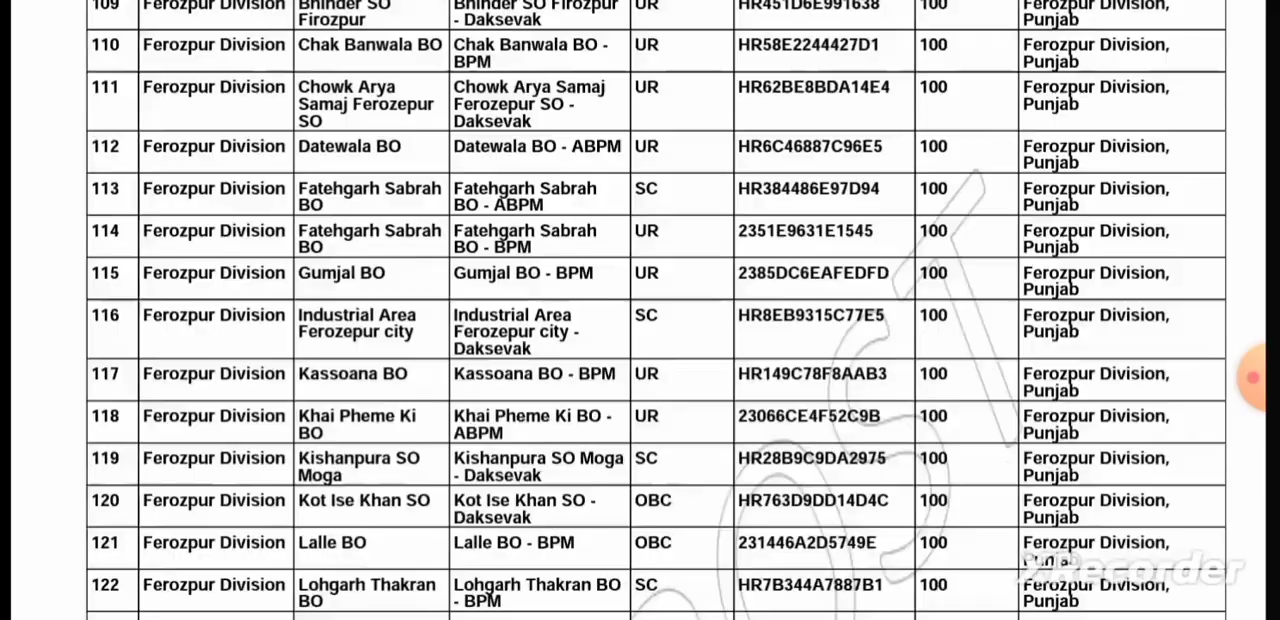 109 Ferozpur Division Bhinder SO Bhinder SO Firozpur UR HR451D6E991638 100 Ferozpur Division,
Firozpur - Daksevak Punjab
110 Ferozpur Division Chak Banwala BO Chak Banwala BO - UR HR58E2244427D1 100 Ferozpur Division,
BPM Punjab
111 Ferozpur Division Chowk Arya Chowk Arya Samaj UR HR62BE8BDA14E4 100 Ferozpur Division,
Samaj Ferozepur Ferozepur SO - Punjab
SO Daksevak
112 Ferozpur Division Datewala BO Datewala BO - ABPM UR HR6C46887C96E5 100 Ferozpur Division,
Punjab
113 Ferozpur Division Fatehgarh Sabrah Fatehgarh Sabrah SC HR384486E97D94 100 Ferozpur Division,
BO BO - ABPM Punjab
114 Ferozpur Division Fatehgarh Sabrah Fatehgarh Sabrah UR 2351E9631E1545 100 Ferozpur Division,
BO BO - BPM Punjab
115 Ferozpur Division Gumjal BO Gumjal BO - BPM UR 2385DC6EAFEDFD 100 Ferozpur Division,
Punjab
116 Ferozpur Division Industrial Area Industrial Area SC HR8EB9315C77E5 100 Ferozpur Division,
Ferozepur city Ferozepur city - Punjab
Daksevak
117 Ferozpur Division Kassoana BO Kassoana BO - BPM UR HR149C78F8AAB3 100 Ferozpur Division,
Punjab
118 Ferozpur Division Khai Pheme Ki Khai Pheme Ki BO - UR 23066CE4F52C9B 100 Ferozpur Division,
BO ABPM Punjab
119 Ferozpur Division Kishanpura SO Kishanpura SO Moga SC HR28B9C9DA2975 100 Ferozpur Division,
Moga - Daksevak Punjab
120 Ferozpur Division Kot Ise Khan SO Kot Ise Khan SO - OBC HR763D9DD14D4C 100 Ferozpur Division,
Daksevak Punjab
121 Ferozpur Division Lalle BO Lalle BO - BPM OBC 231446A2D5749E 100 Ferozpur Division,
Punjab
122 Ferozpur Division Lohgarh Thakran Lohgarh Thakran BO SC HR7B344A7887B1 100 Ferozpur Division,
BO - BPM Punjab
OST
XRecorder